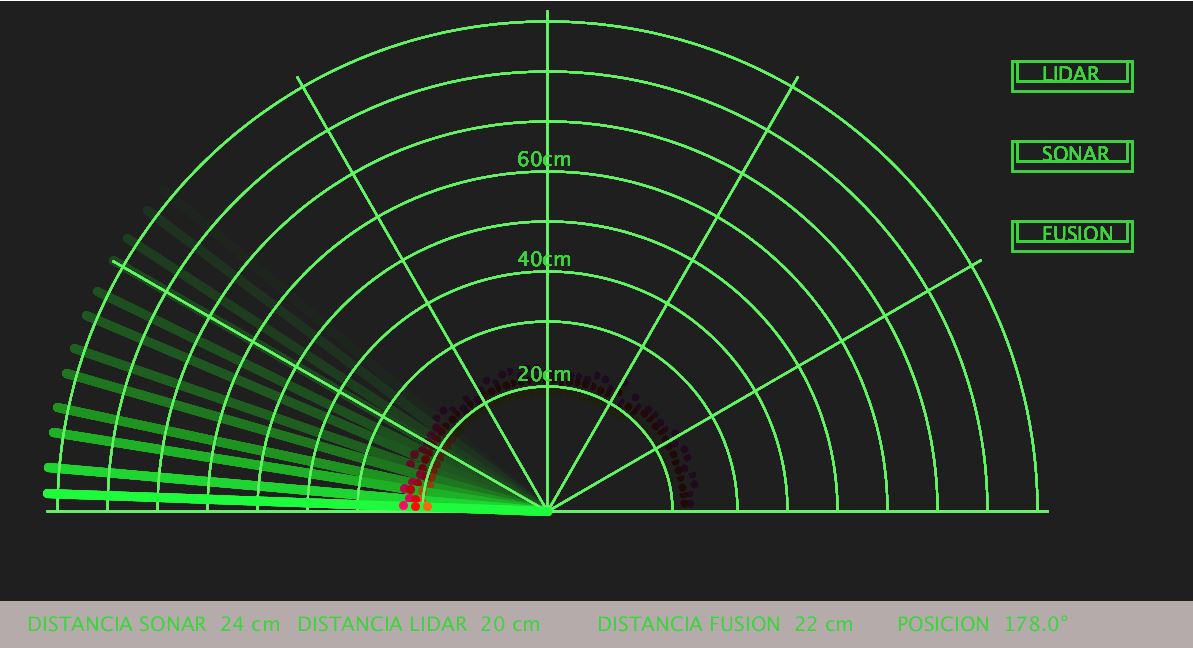 LIDAR
SONAR
60cm
FUSION
40cm
20cm
DISTANCIA SONAR 24 cm DISTANCIA LIDAR 20 cm DISTANCIA FUSION 22 cm POSICION 178.0°